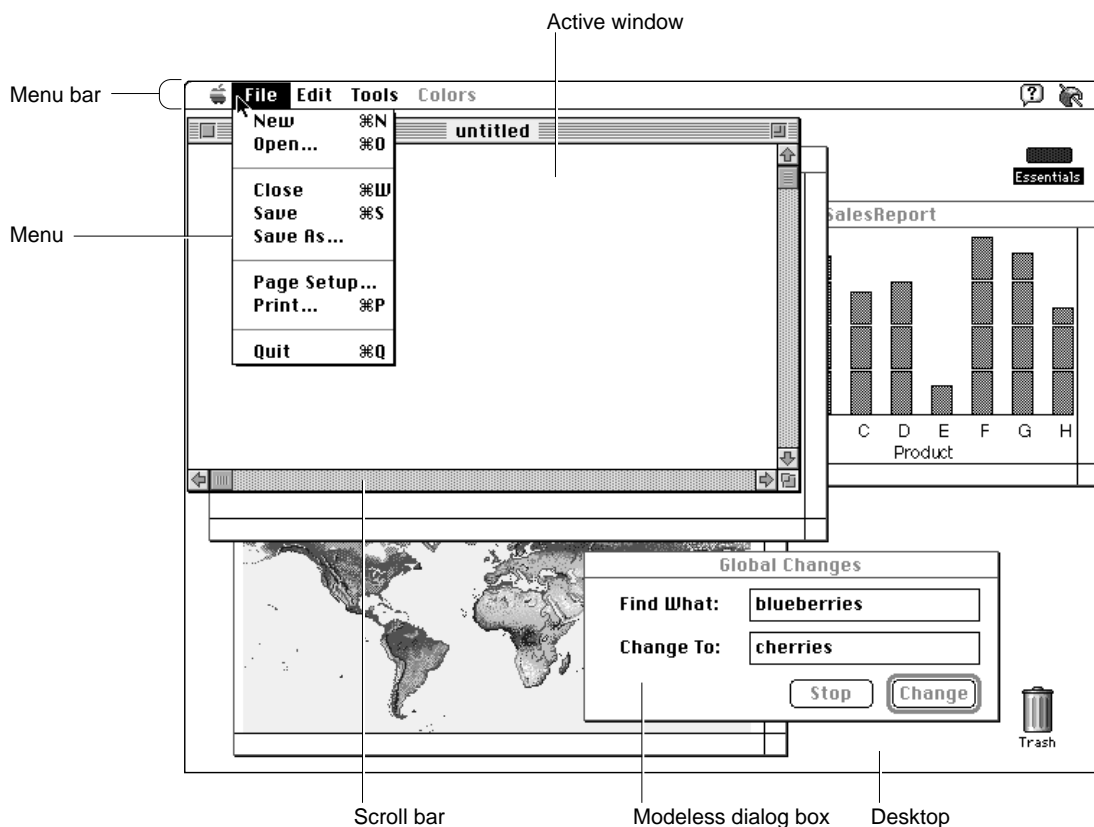 Active window
Menu bar
File Edit Tools Colors
New ⌘N
untitled
Open... ⌘O
Essentials
Close ⌘W
Save ⌘S
SalesReport
Menu
Save As...
Page Setup...
Print... ⌘P
Quit ⌘Q
C D E F G H
Product
Global Changes
Find What: blueberries
Change To: cherries
Stop Change
Trash
Scroll bar
Modeless dialog box
Desktop